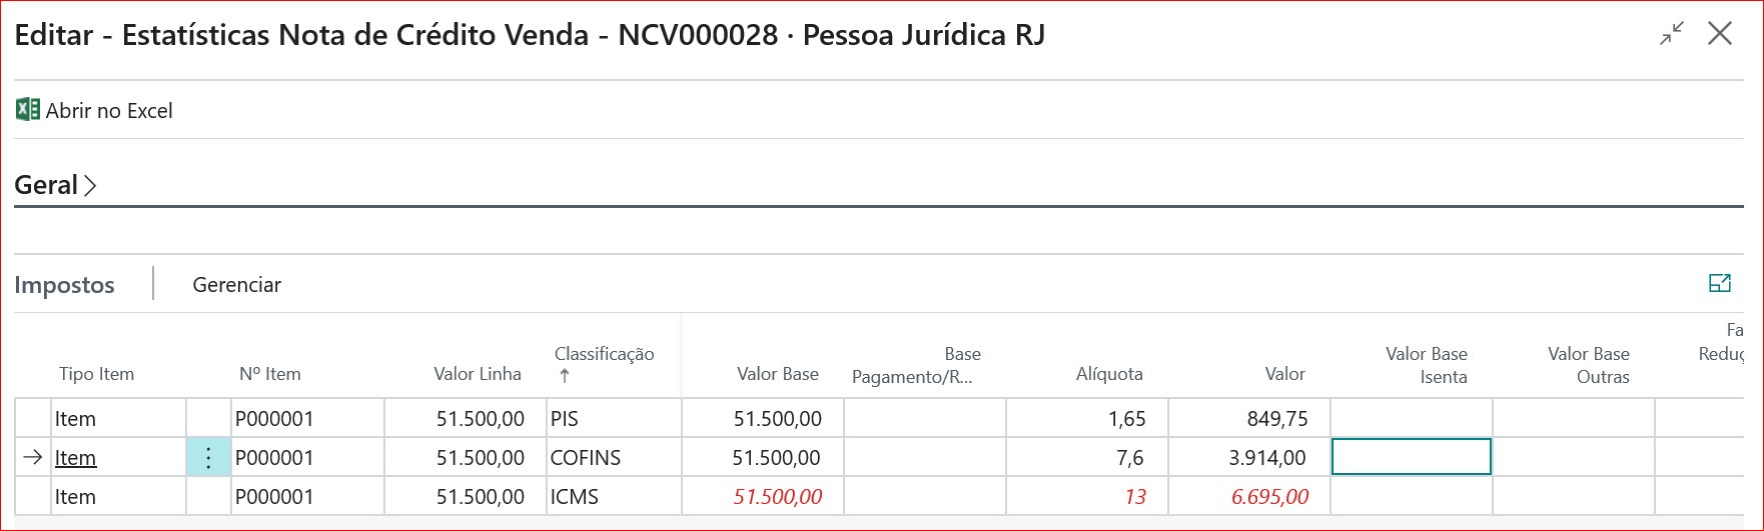 Editar - Estatísticas Nota de Crédito Venda - NCV000028 · Pessoa Jurídica RJ
Abrir no Excel
Geral
Impostos Gerenciar
Tipo Item Nº Item Valor Linha Classificação ↑ Valor Base Base Pagamento/R... Alíquota Valor Valor Base Isenta Valor Base Outras Fa Reduç
Item P000001 51.500,00 PIS 51.500,00 1,65 849,75
Item P000001 51.500,00 COFINS 51.500,00 7,6 3.914,00
Item P000001 51.500,00 ICMS 51.500,00 13 6.695,00